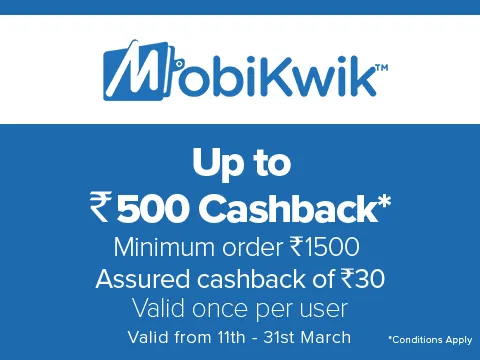 MobiKwik™
Up to
₹500 Cashback*
Minimum order ₹1500
Assured cashback of ₹30
Valid once per user
Valid from 11th - 31st March
*Conditions Apply